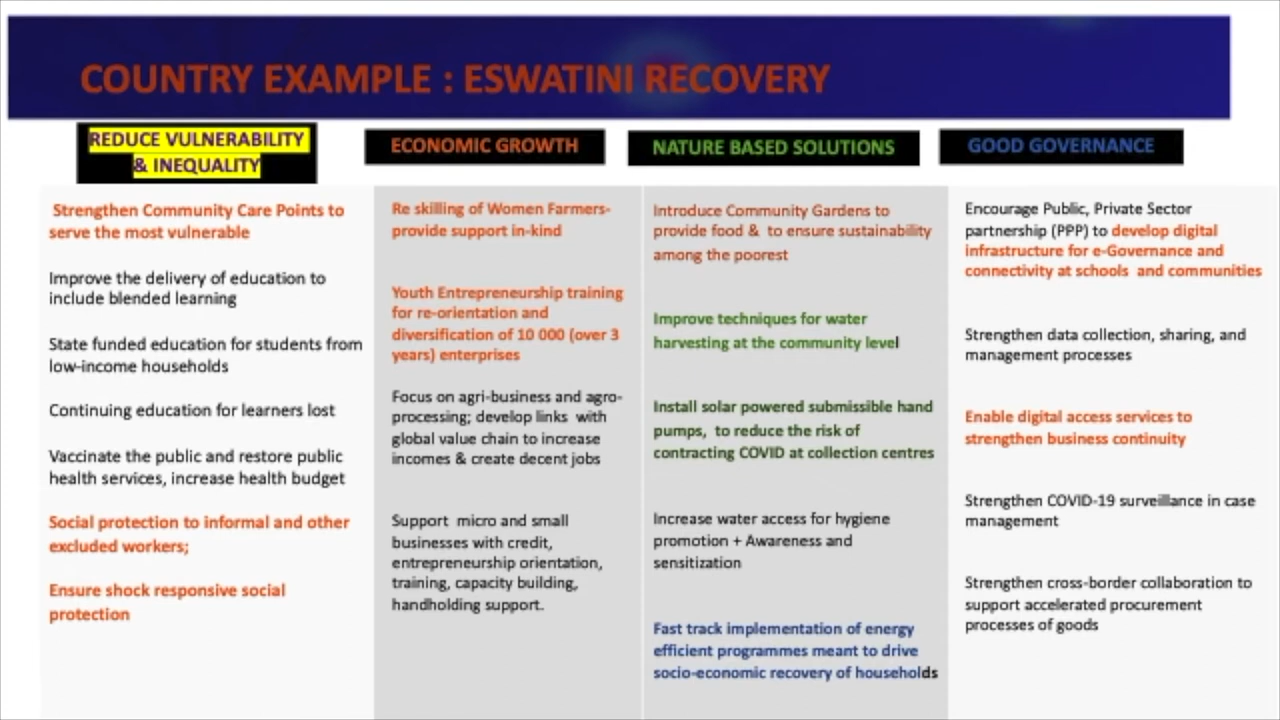 COUNTRY EXAMPLE : ESWATINI RECOVERY
REDUCE VULNERABILITY
& INEQUALITY
Strengthen Community Care Points to
serve the most vulnerable
Improve the delivery of education to
include blended learning
State funded education for students from
low-income households
Continuing education for learners lost
Vaccinate the public and restore public
health services, increase health budget
Social protection to informal and other
excluded workers;
Ensure shock responsive social
protection
ECONOMIC GROWTH
Re skilling of Women Farmers-
provide support in-kind
Youth Entrepreneurship training
for re-orientation and
diversification of 10 000 (over 3
years) enterprises
Focus on agri-business and agro-
processing; develop links with
global value chain to increase
incomes & create decent jobs
Support micro and small
businesses with credit,
entrepreneurship orientation,
training, capacity building,
handholding support.
NATURE BASED SOLUTIONS
Introduce Community Gardens to
provide food & to ensure sustainability
among the poorest
Improve techniques for water
harvesting at the community level
Install solar powered submissible hand
pumps, to reduce the risk of
contracting COVID at collection centres
Increase water access for hygiene
promotion + Awareness and
sensitization
Fast track implementation of energy
efficient programmes meant to drive
socio-economic recovery of households
GOOD GOVERNANCE
Encourage Public, Private Sector
partnership (PPP) to develop digital
infrastructure for e-Governance and
connectivity at schools and communities
Strengthen data collection, sharing, and
management processes
Enable digital access services to
strengthen business continuity
Strengthen COVID-19 surveillance in case
management
Strengthen cross-border collaboration to
support accelerated procurement
processes of goods